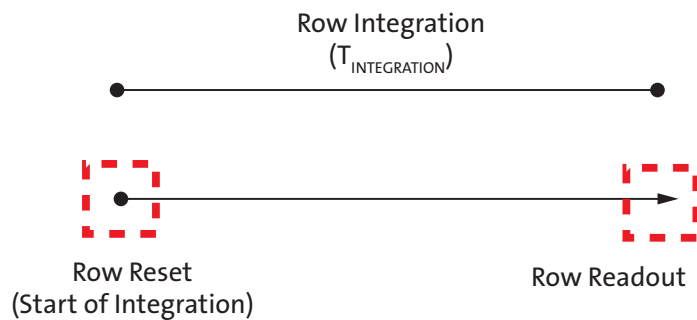 Row Integration
(T_INTEGRATION)
Row Reset
(Start of Integration)
Row Readout